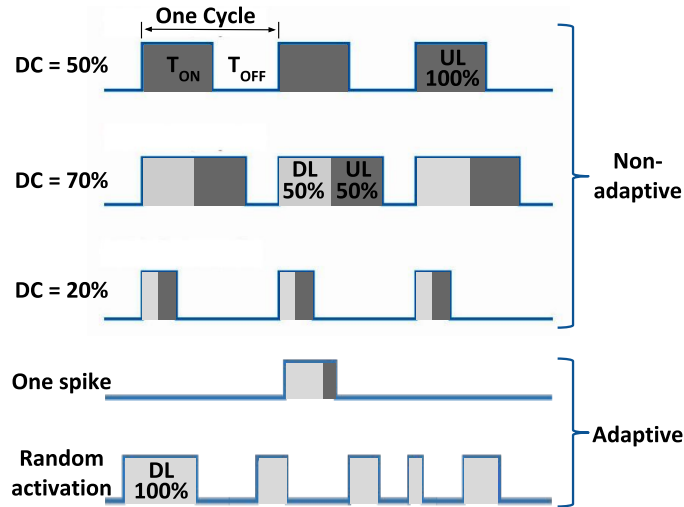 One Cycle
DC = 50%
T_ON
T_OFF
UL
100%
DC = 70%
DL
50%
UL
50%
Non-
adaptive
DC = 20%
One spike
Adaptive
Random
activation
DL
100%